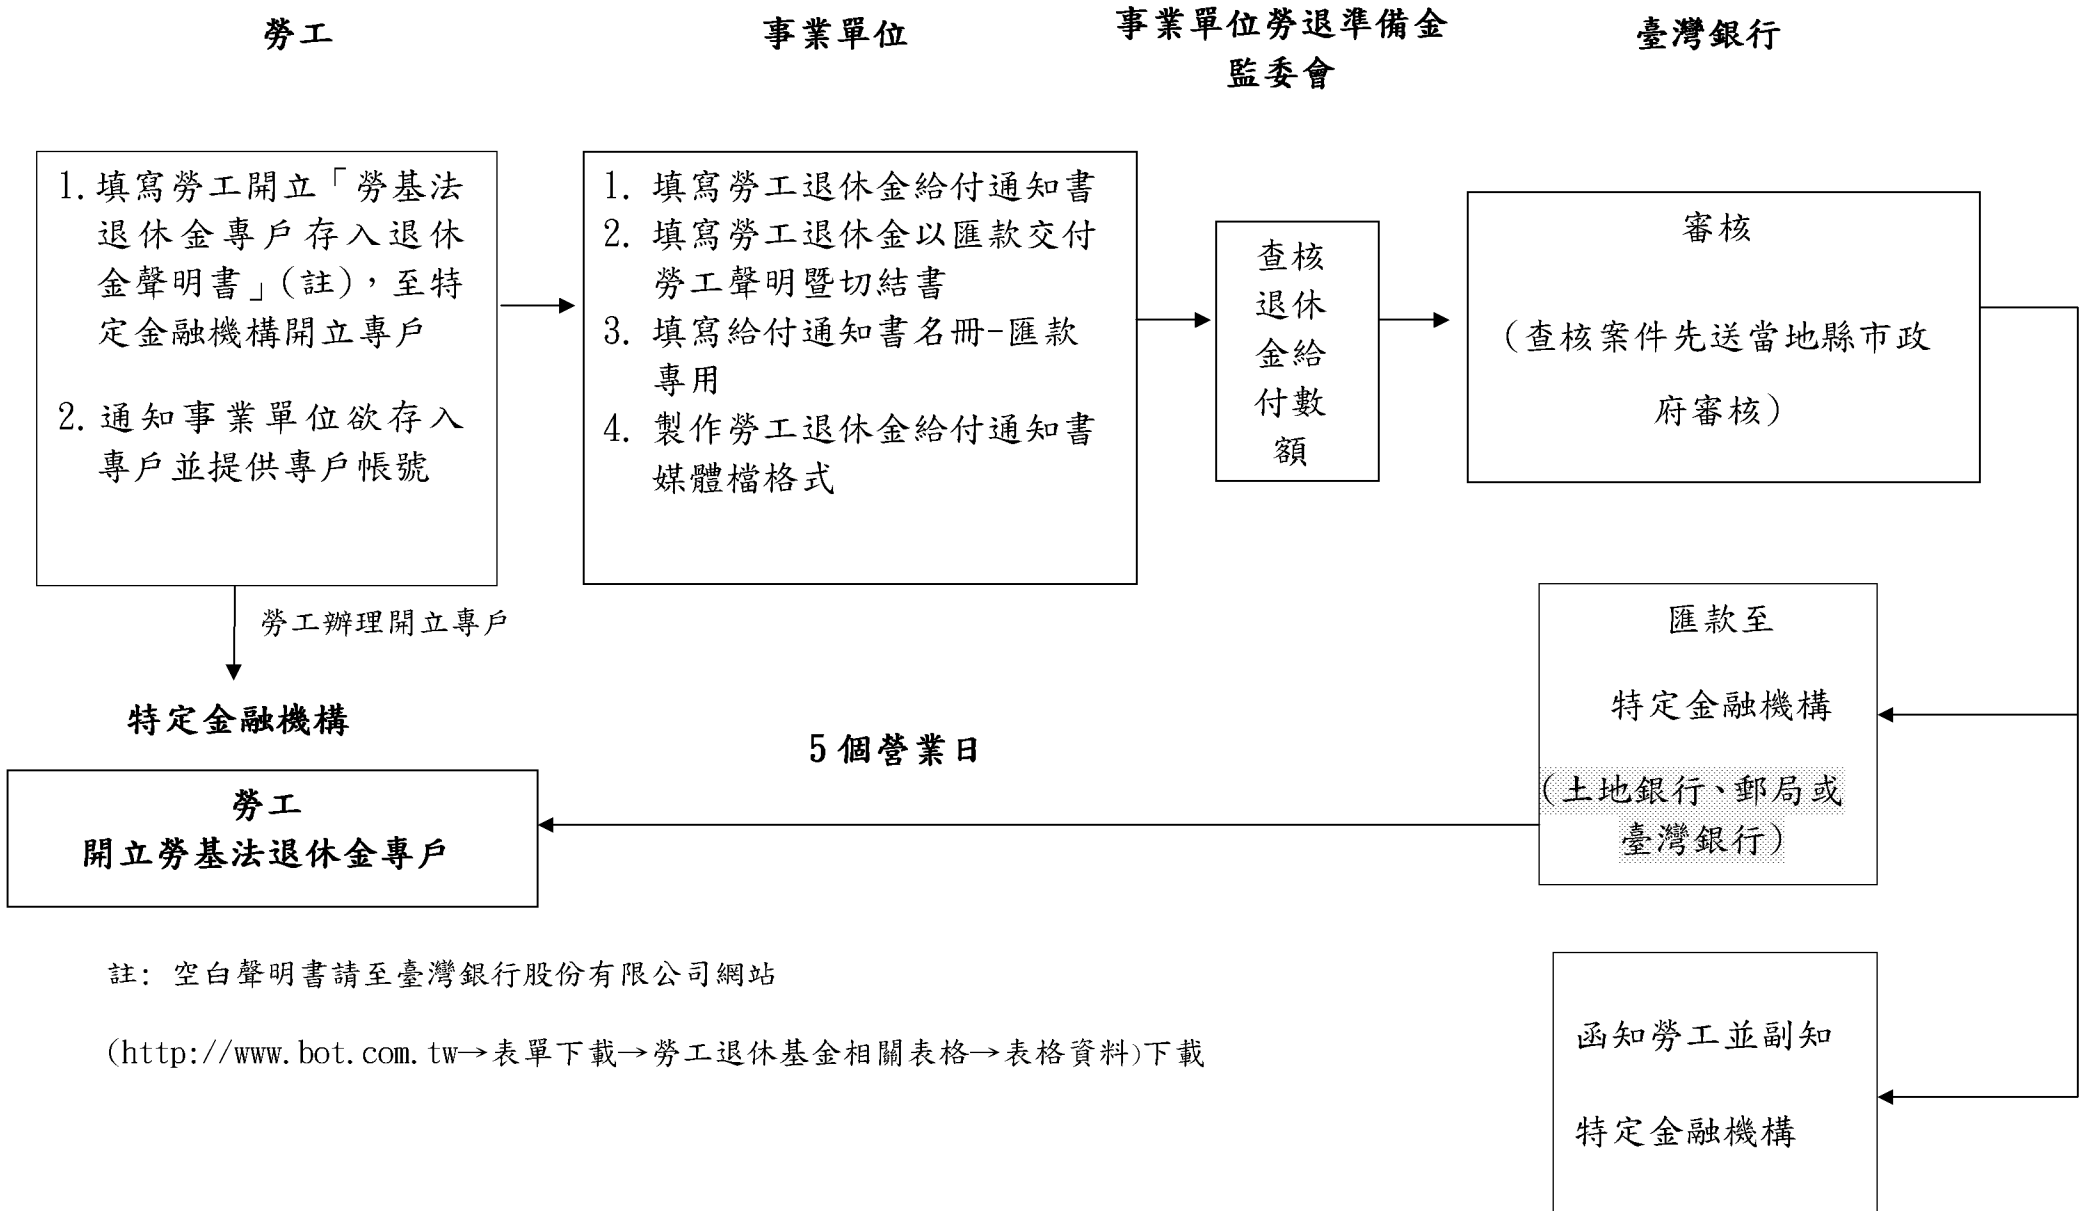 勞工
事業單位
事業單位勞退準備金
監委會
臺灣銀行
1. 填寫勞工開立「勞基法
退休金專戶存入退休
金聲明書」(註)，至特
定金融機構開立專戶
2. 通知事業單位欲存入
專戶並提供專戶帳號
1. 填寫勞工退休金給付通知書
2. 填寫勞工退休金以匯款交付
勞工聲明暨切結書
3. 填寫給付通知書名冊-匯款
專用
4. 製作勞工退休金給付通知書
媒體檔格式
查核
退休
金給
付數
額
審核
(查核案件先送當地縣市政
府審核)
勞工辦理開立專戶
特定金融機構
勞工
開立勞基法退休金專戶
5 個營業日
匯款至
特定金融機構
(土地銀行、郵局或
臺灣銀行)
函知勞工並副知
特定金融機構
註: 空白聲明書請至臺灣銀行股份有限公司網站
(http://www.bot.com.tw→表單下載→勞工退休基金相關表格→表格資料)下載